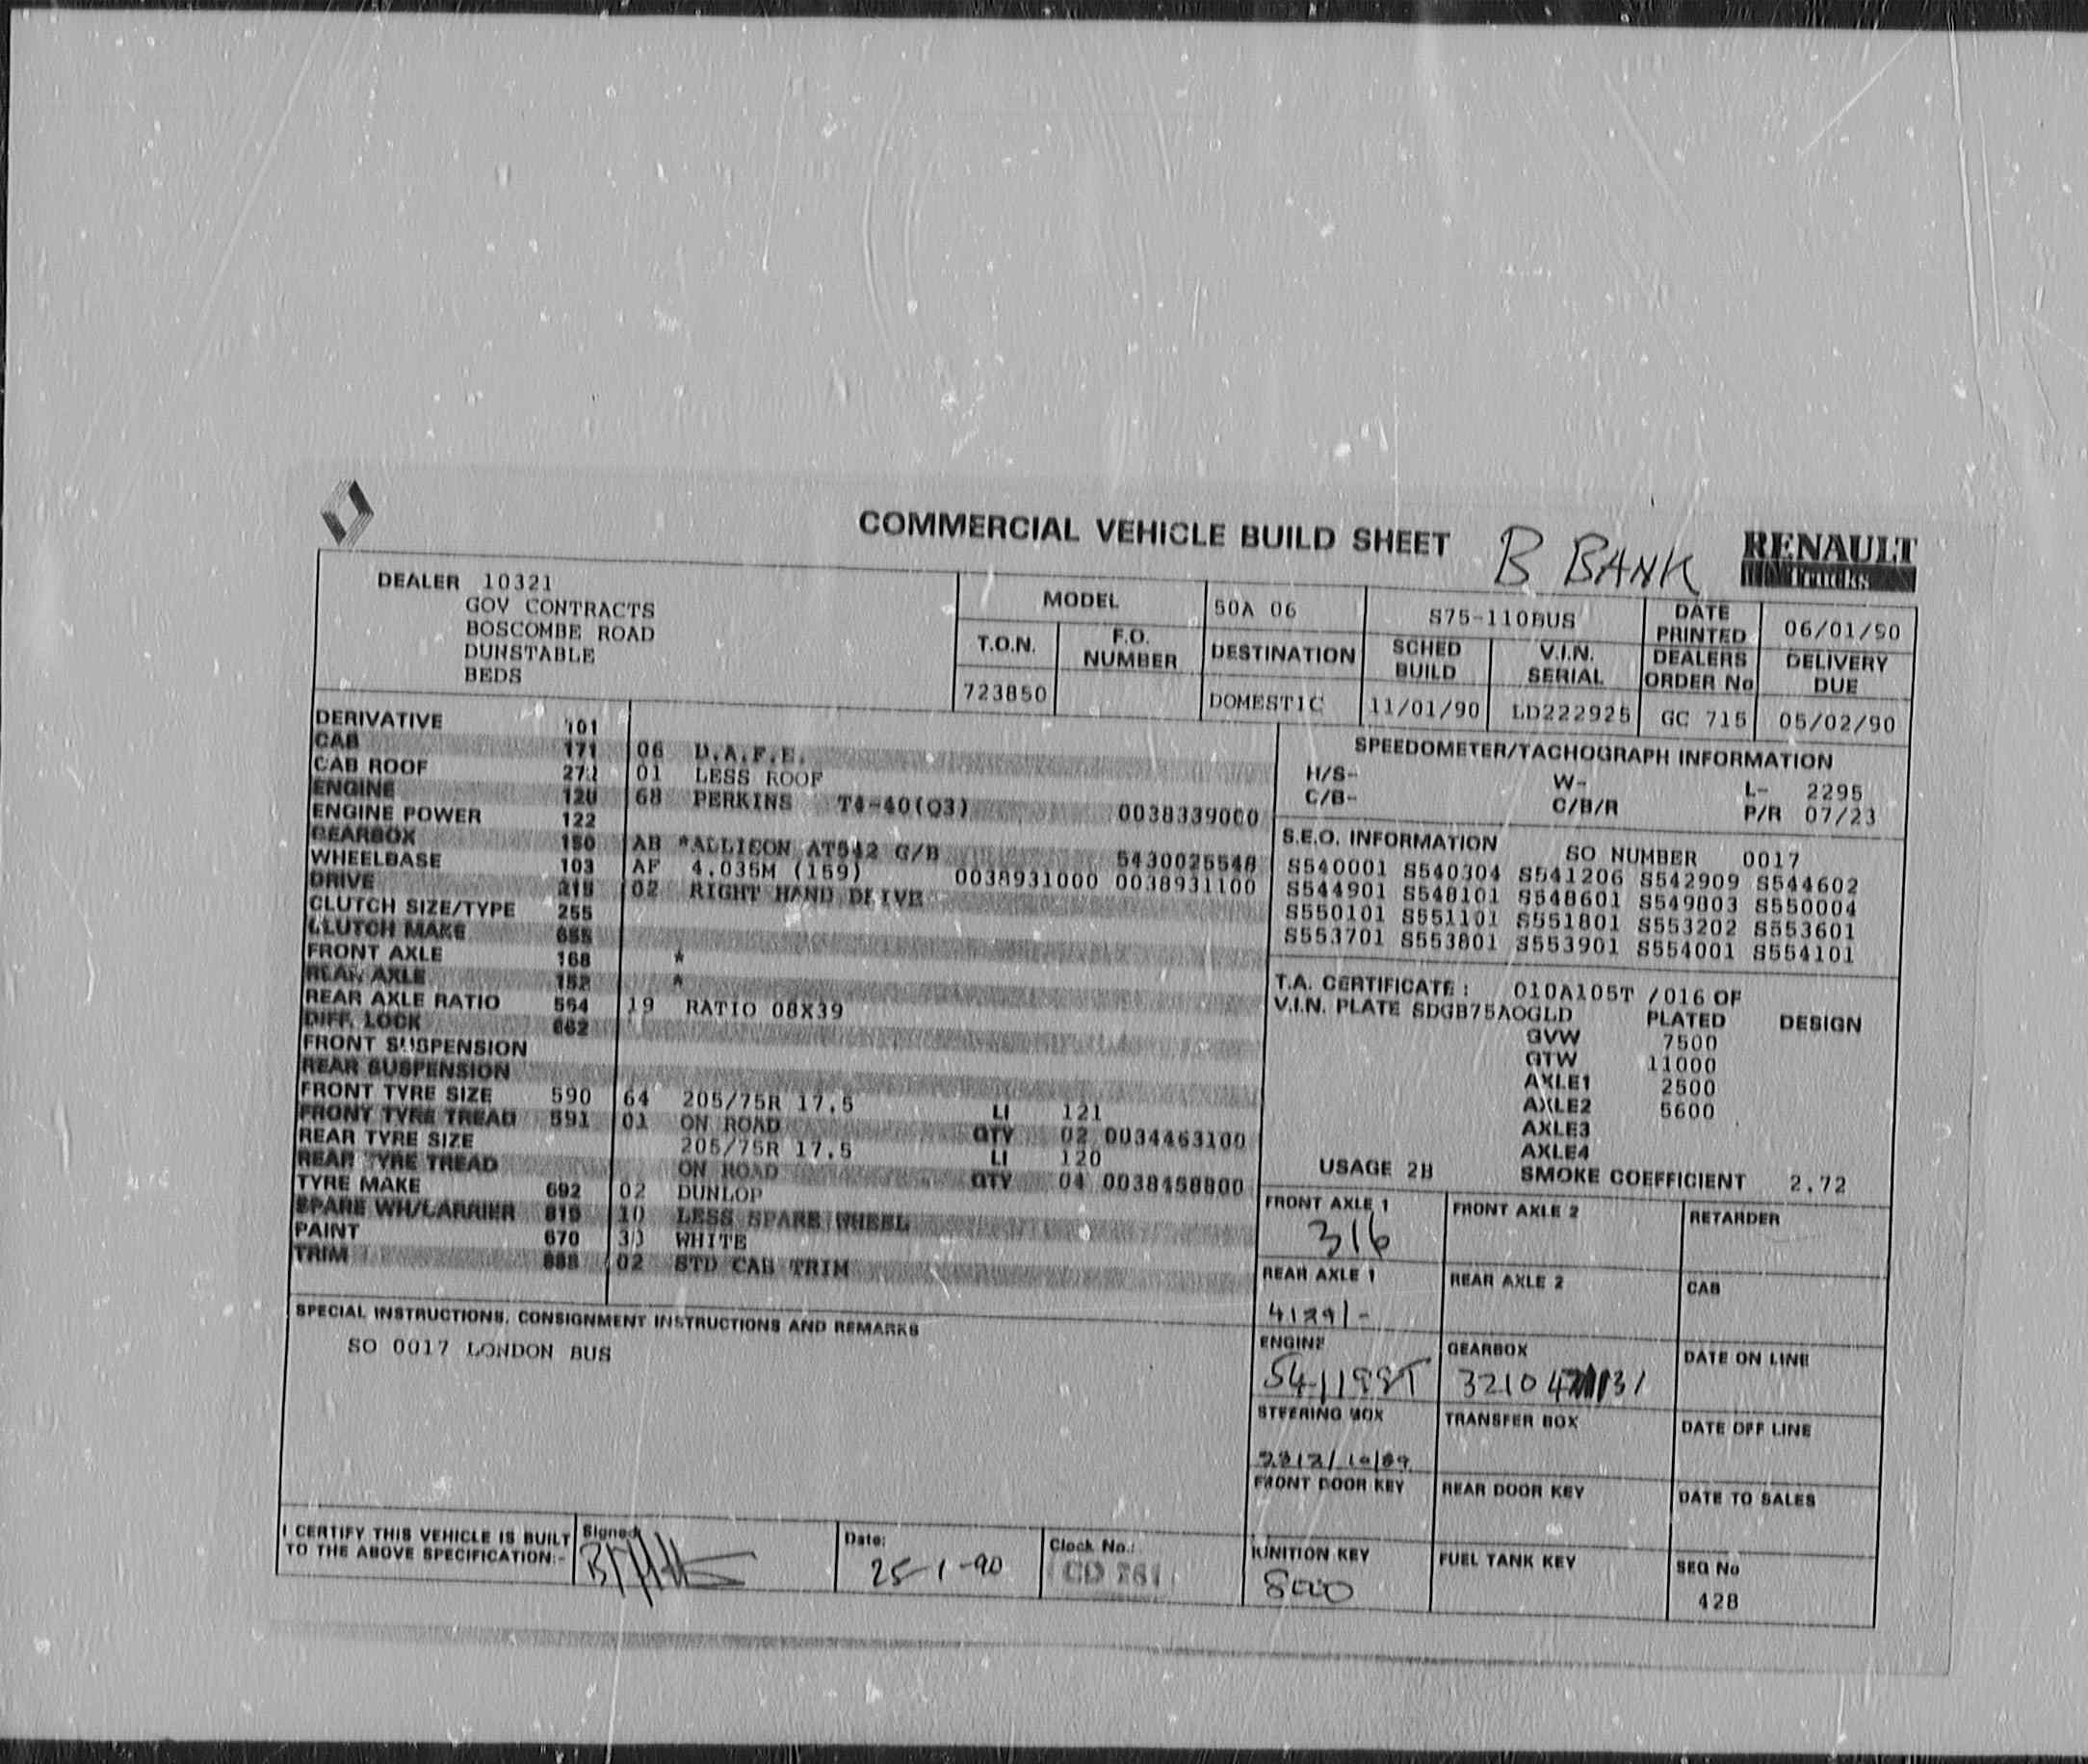 COMMERCIAL VEHICLE BUILD SHEET
B BANK
RENAULT
Trucks
DEALER 10321
GOV CONTRACTS
BOSCOMBE ROAD
DUNSTABLE
BEDS
MODEL 50A 06 S75-110BUS DATE PRINTED 06/01/90
T.O.N. F.O. NUMBER DESTINATION SCHED BUILD V.I.N. SERIAL DEALERS ORDER No DELIVERY DUE
723850 DOMESTIC 11/01/90 LD222925 GC 715 05/02/90
DERIVATIVE 101
CAB 171 06 D.A.F.E.
CAB ROOF 272 01 LESS ROOF
ENGINE 120 68 PERKINS T4-40(03) 0038339000
ENGINE POWER 122
GEARBOX 150 AB *ALLISON AT542 G/B 5430025548
WHEELBASE 103 AF 4.035M (159) 0038931000 0038931100
DRIVE 215 02 RIGHT HAND DRIVE
CLUTCH SIZE/TYPE 255
CLUTCH MAKE 655
FRONT AXLE 168 *
REAR AXLE 152 *
REAR AXLE RATIO 564 19 RATIO 08X39
DIFF. LOCK 662
FRONT SUSPENSION
REAR SUSPENSION
FRONT TYRE SIZE 590 64 205/75R 17.5 LI 121
FRONT TYRE TREAD 591 01 ON ROAD QTY 02 0034463100
REAR TYRE SIZE 205/75R 17.5 LI 120
REAR TYRE TREAD ON ROAD QTY 04 0038458800
TYRE MAKE 692 02 DUNLOP
SPARE WH/CARRIER 619 10 LESS SPARE WHEEL
PAINT 670 30 WHITE
TRIM 02 STD CAB TRIM
SPEEDOMETER/TACHOGRAPH INFORMATION
H/S- W- L- 2295
C/B- C/B/R P/R 07/23
S.E.O. INFORMATION SO NUMBER 0017
S540001 S540304 S541206 S542909 S544602
S544901 S548101 S548601 S549803 S550004
S550101 S551101 S551801 S553202 S553601
S553701 S553801 S553901 S554001 S554101
T.A. CERTIFICATE: 010A105T /016 OF
V.I.N. PLATE SDGB75A0GLD PLATED DESIGN
GVW 7500
GTW 11000
AXLE1 2500
AXLE2 5600
AXLE3
AXLE4
USAGE 2B SMOKE COEFFICIENT 2.72
FRONT AXLE 1 FRONT AXLE 2 RETARDER
316
REAR AXLE 1 REAR AXLE 2 CAB
4129/-
ENGINE GEARBOX DATE ON LINE
STEERING BOX TRANSFER BOX DATE OFF LINE
FRONT DOOR KEY REAR DOOR KEY DATE TO SALES
IGNITION KEY FUEL TANK KEY SEQ No
800 428
SPECIAL INSTRUCTIONS, CONSIGNMENT INSTRUCTIONS AND REMARKS
SO 0017 LONDON BUS
I CERTIFY THIS VEHICLE IS BUILT
TO THE ABOVE SPECIFICATION:-
Signed
Date:
25-1-90
Clock No.:
CD 761